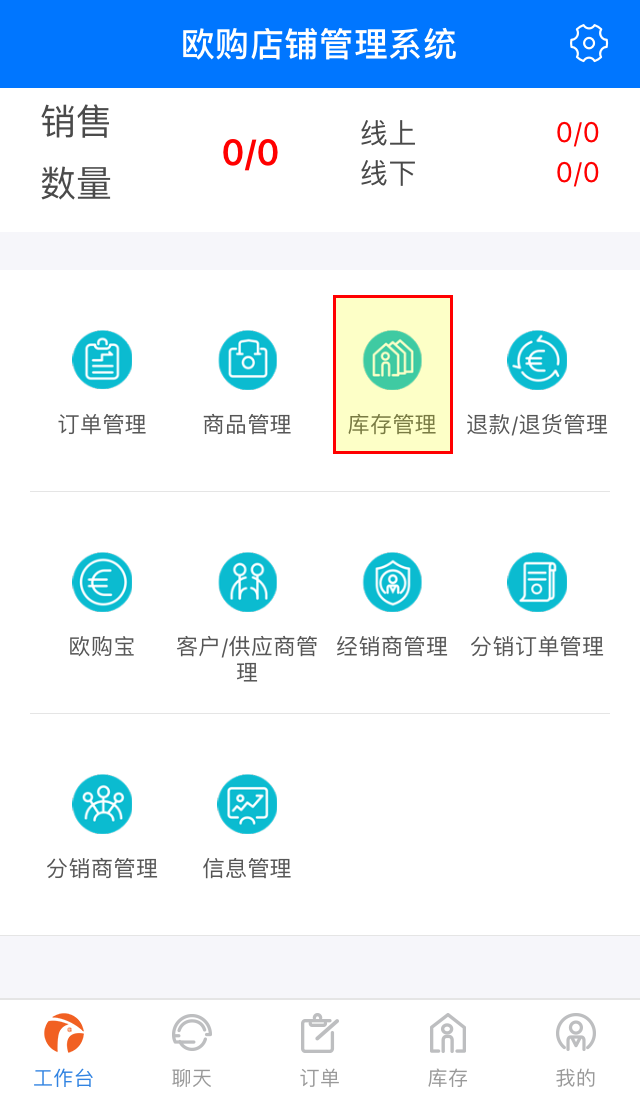 欧购店铺管理系统
销售
数量
0/0
线上
0/0
线下
0/0
订单管理
商品管理
库存管理
退款/退货管理
欧购宝
客户/供应商管
理
经销商管理
分销订单管理
分销商管理
信息管理
工作台
聊天
订单
库存
我的